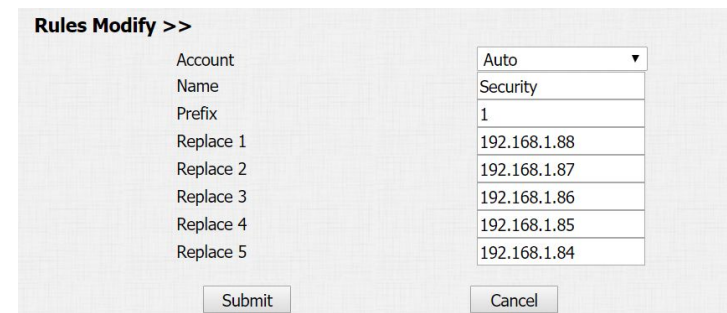 Rules Modify >>
Account Auto
Name Security
Prefix 1
Replace 1 192.168.1.88
Replace 2 192.168.1.87
Replace 3 192.168.1.86
Replace 4 192.168.1.85
Replace 5 192.168.1.84
Submit Cancel